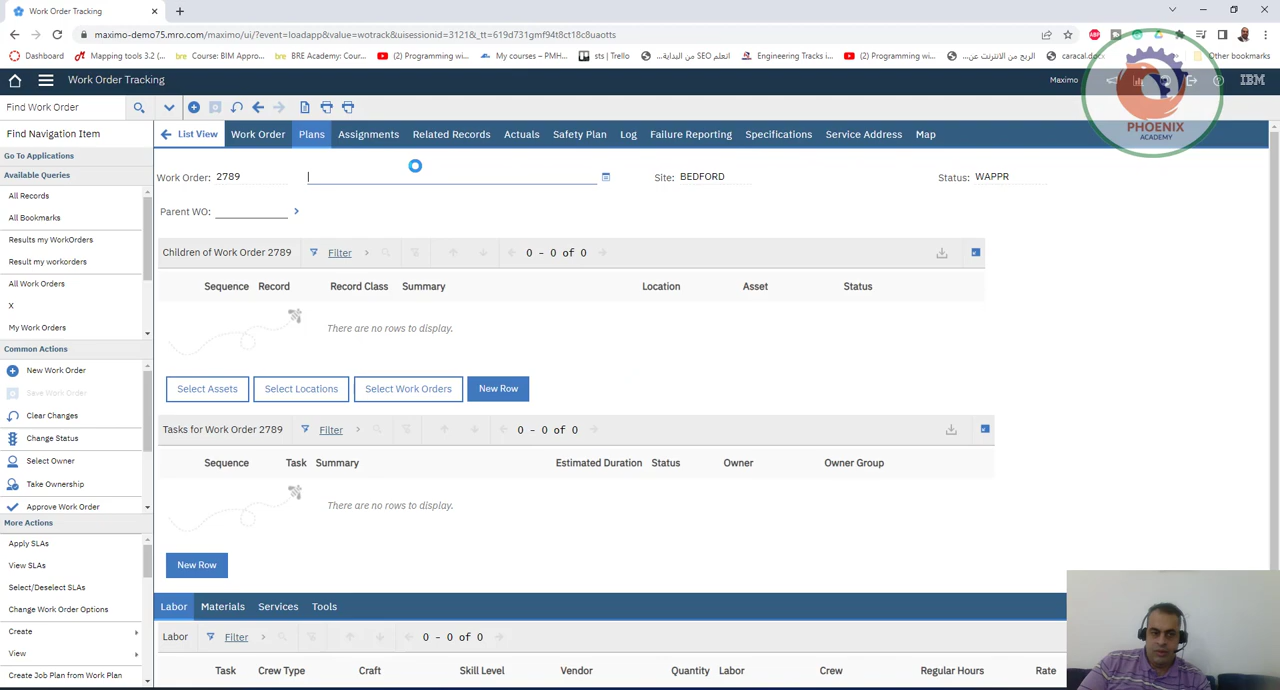 Work Order Tracking
maximo-demo75.mro.com/maximo/ui/?event=loadapp&value=wotrack&uisessionid=3121&_tt=619d731gmf94t8ct18c8uaotts
Dashboard
Mapping tools 3.2 (...
Course: BIM Appro...
BRE Academy: Cour...
(2) Programming wi...
My courses – PMH...
sts | Trello
اتعلم SEO من البداية...
Engineering Tracks i...
(2) Programming wi...
الربح من الانترنت عن...
caracal.docx
Other bookmarks
Work Order Tracking
Maximo
IBM
PHOENIX
ACADEMY
Find Work Order
Find Navigation Item
Go To Applications
Available Queries
All Records
All Bookmarks
Results my WorkOrders
Result my workorders
All Work Orders
X
My Work Orders
Common Actions
New Work Order
Save Work Order
Clear Changes
Change Status
Select Owner
Take Ownership
Approve Work Order
More Actions
Apply SLAs
View SLAs
Select/Deselect SLAs
Change Work Order Options
Create
View
Create Job Plan from Work Plan
List View Work Order Plans Assignments Related Records Actuals Safety Plan Log Failure Reporting Specifications Service Address Map
Work Order: 2789 Site: BEDFORD Status: WAPPR
Parent WO:
Children of Work Order 2789 Filter 0 - 0 of 0
Sequence Record Record Class Summary Location Asset Status
There are no rows to display.
Select Assets Select Locations Select Work Orders New Row
Tasks for Work Order 2789 Filter 0 - 0 of 0
Sequence Task Summary Estimated Duration Status Owner Owner Group
There are no rows to display.
New Row
Labor Materials Services Tools
Labor Filter 0 - 0 of 0
Task Crew Type Craft Skill Level Vendor Quantity Labor Crew Regular Hours Rate